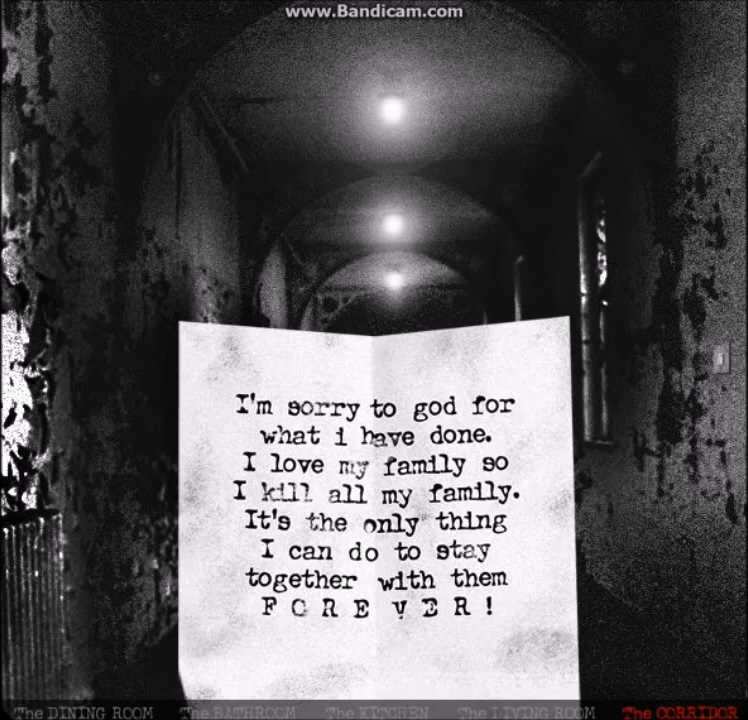 www.Bandicam.com
I'm sorry to god for
what i have done.
I love my family so
I kill all my family.
It's the only thing
I can do to stay
together with them
F O R E V E R !
The DINING ROOM The BATHROOM The KITCHEN The LIVING ROOM The CORRIDOR